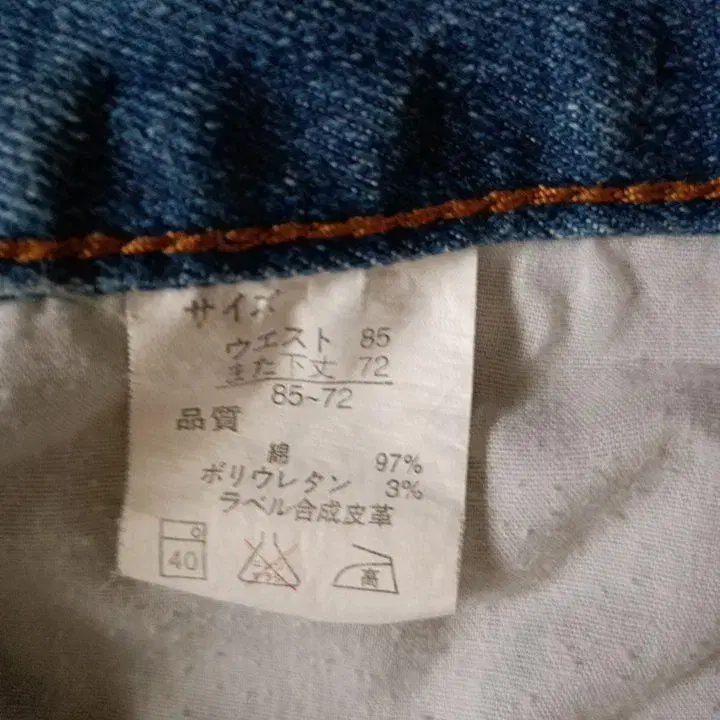 サイズ
ウエスト 85
また下丈 72
85~72
品質
綿 97%
ポリウレタン 3%
ラベル合成皮革
40
高